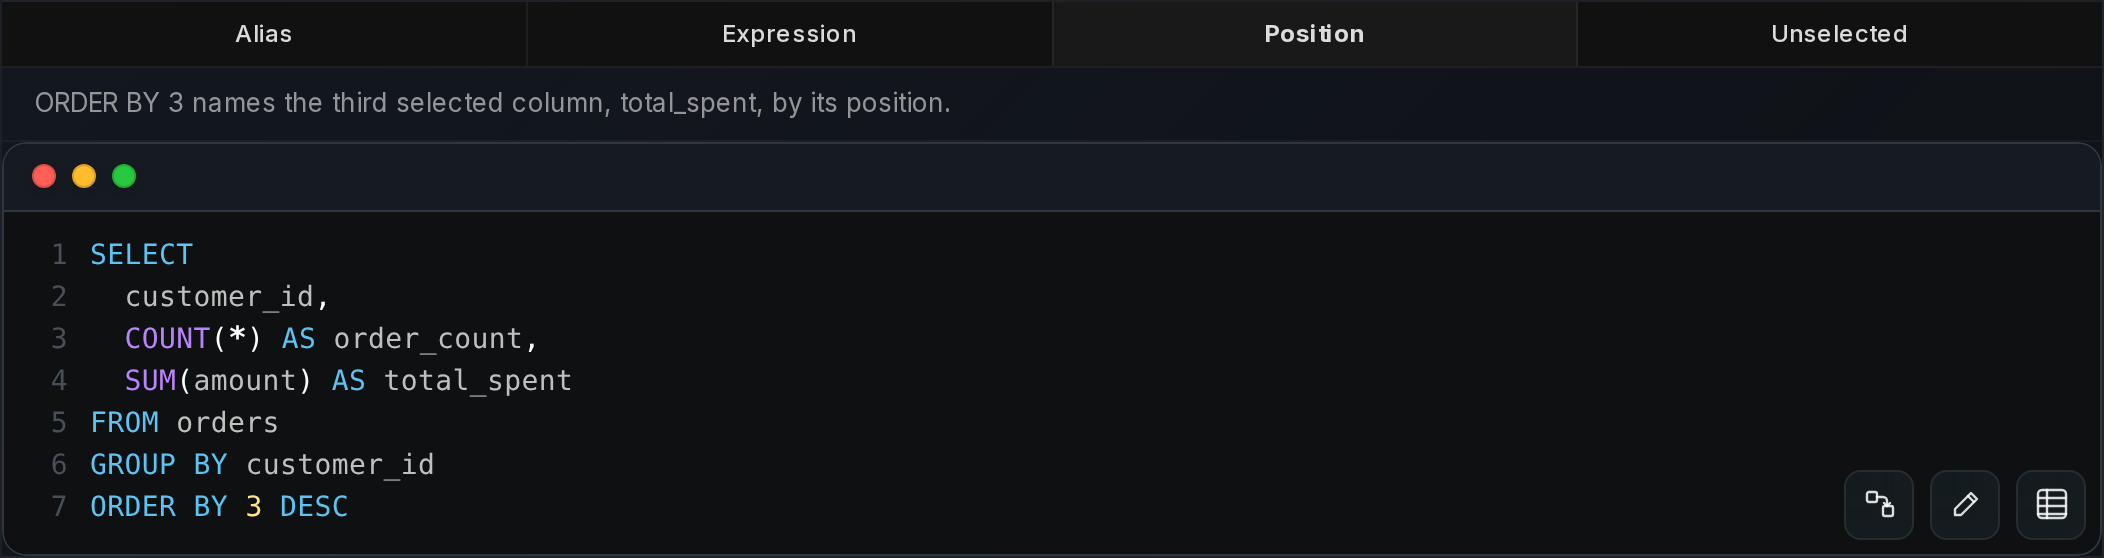 Alias
Expression
Position
Unselected
ORDER BY 3 names the third selected column, total_spent, by its position.
1 SELECT
2   customer_id,
3   COUNT(*) AS order_count,
4   SUM(amount) AS total_spent
5 FROM orders
6 GROUP BY customer_id
7 ORDER BY 3 DESC